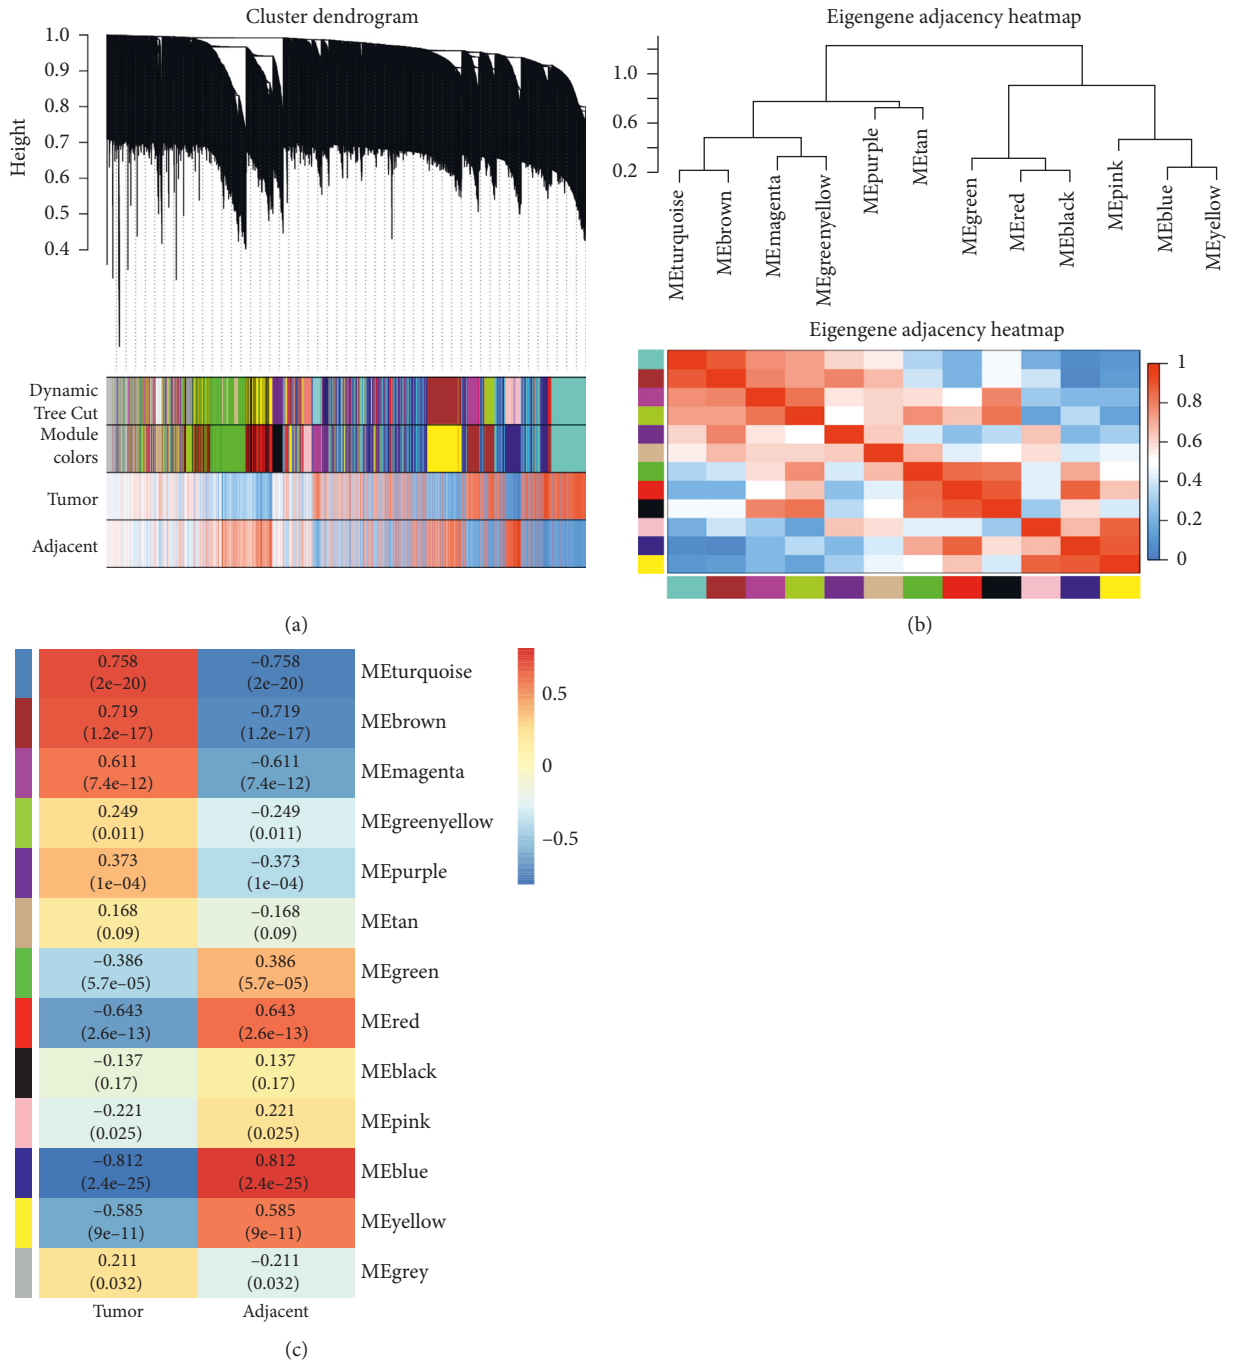 Cluster dendrogram
Height
1.0
0.9
0.8
0.7
0.6
0.5
0.4
Dynamic
Tree Cut
Module
colors
Tumor
Adjacent
(a)
Eigengene adjacency heatmap
1.0
0.6
0.2
MEturquoise
MEbrown
MEmagenta
MEgreenyellow
MEpurple
MEtan
MEgreen
MEred
MEblack
MEpink
MEblue
MEyellow
Eigengene adjacency heatmap
1
0.8
0.6
0.4
0.2
0
(b)
0.758 –0.758 MEturquoise
(2e–20) (2e–20)
0.719 –0.719 MEbrown
(1.2e–17) (1.2e–17)
0.611 –0.611 MEmagenta
(7.4e–12) (7.4e–12)
0.249 –0.249 MEgreenyellow
(0.011) (0.011)
0.373 –0.373 MEpurple
(1e–04) (1e–04)
0.168 –0.168 MEtan
(0.09) (0.09)
–0.386 0.386 MEgreen
(5.7e–05) (5.7e–05)
–0.643 0.643 MEred
(2.6e–13) (2.6e–13)
–0.137 0.137 MEblack
(0.17) (0.17)
–0.221 0.221 MEpink
(0.025) (0.025)
–0.812 0.812 MEblue
(2.4e–25) (2.4e–25)
–0.585 0.585 MEyellow
(9e–11) (9e–11)
0.211 –0.211 MEgrey
(0.032) (0.032)
Tumor Adjacent
0.5
0
–0.5
(c)